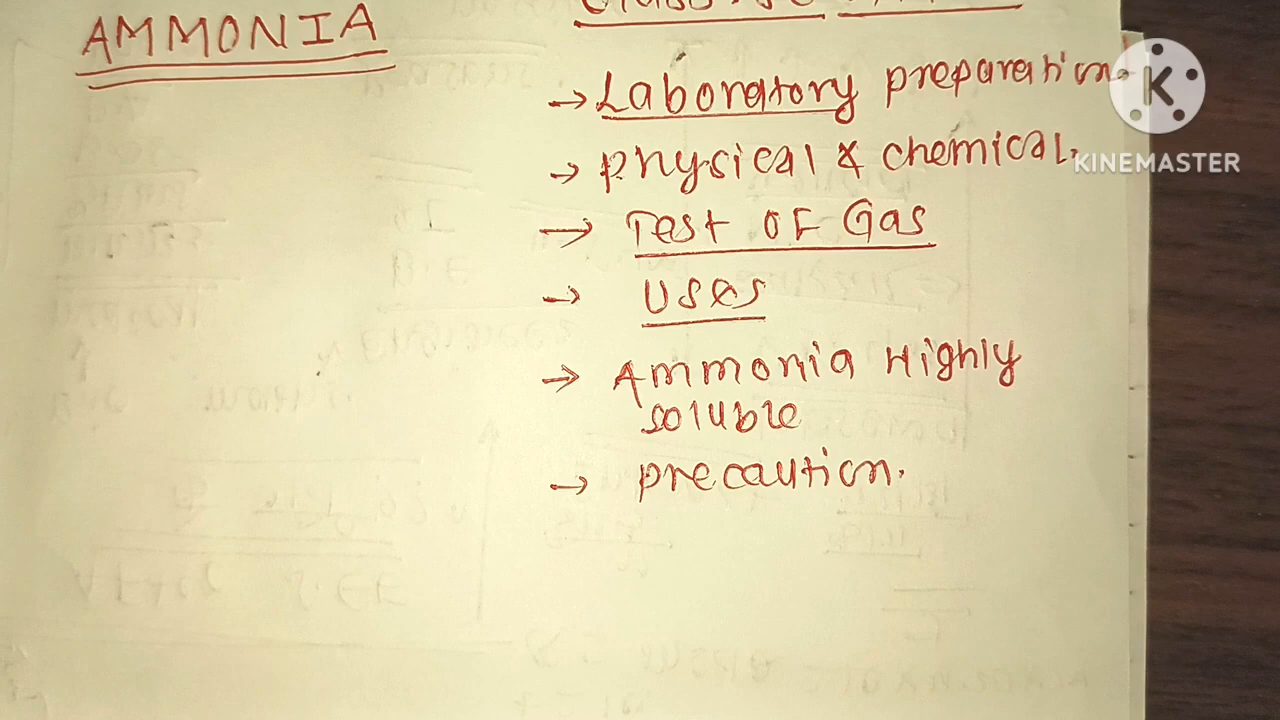 AMMONIA
→ Laboratory preparation.
→ Physical & chemical.
→ Test OF Gas
→ Uses
→ Ammonia Highly
soluble
→ precaution.
K
KINEMASTER